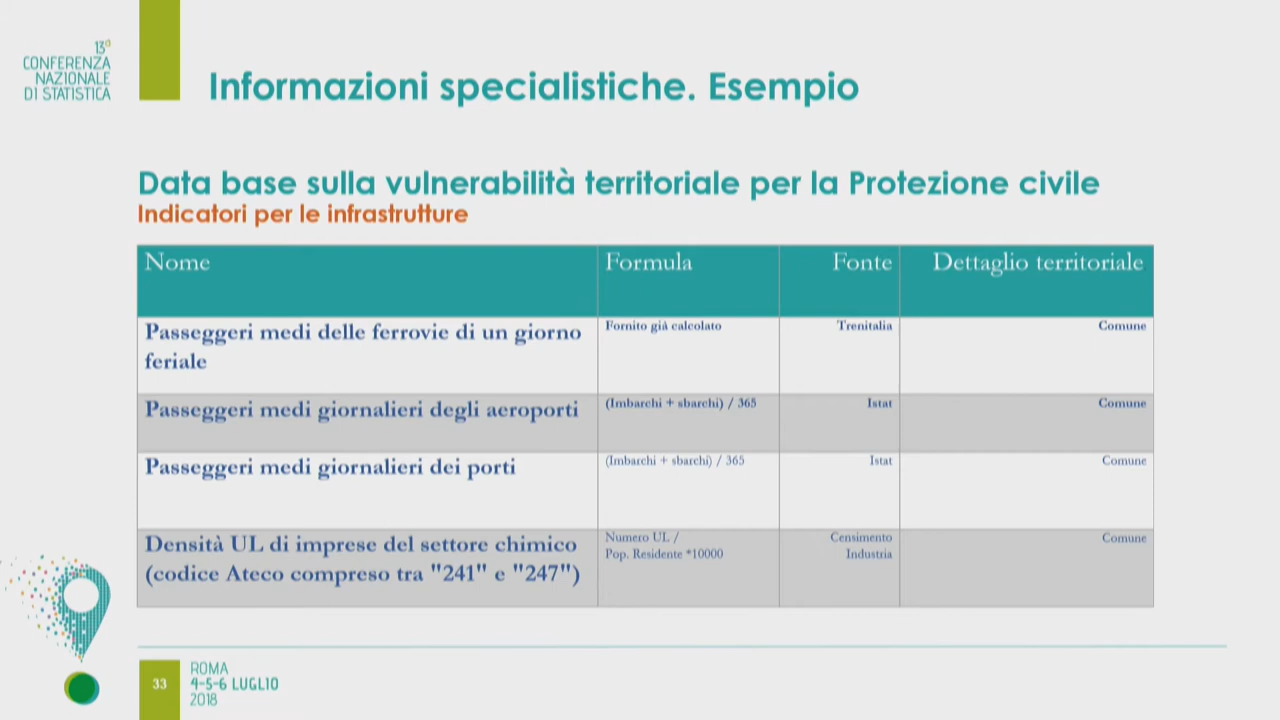 13ª
CONFERENZA
NAZIONALE
DI STATISTICA
Informazioni specialistiche. Esempio
Data base sulla vulnerabilità territoriale per la Protezione civile
Indicatori per le infrastrutture
Nome Formula Fonte Dettaglio territoriale
Passeggeri medi delle ferrovie di un giorno Fornito già calcolato Trenitalia Comune
feriale
Passeggeri medi giornalieri degli aeroporti (Imbarchi + sbarchi) / 365 Istat Comune
Passeggeri medi giornalieri dei porti (Imbarchi + sbarchi) / 365 Istat Comune
Densità UL di imprese del settore chimico Numero UL / Censimento Comune
(codice Ateco compreso tra "241" e "247") Pop. Residente *10000 Industria
33
ROMA
4-5-6 LUGLIO
2018